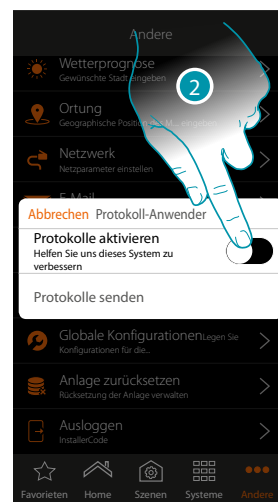 Andere
Wetterprognose
Gewünschte Stadt eingeben
2
Ortung
Geographische Position
Netzwerk
Netzparameter einstellen
E-Mail
Abbrechen Protokoll-Anwender
Protokolle aktivieren
Helfen Sie uns dieses System zu
verbessern
Protokolle senden
Globale Konfigurationen Legen Sie
Konfigurationen für die...
Anlage zurücksetzen
Rücksetzung der Anlage verwalten
Ausloggen
InstallerCode
Favorieten Home Szenen Systeme Andere